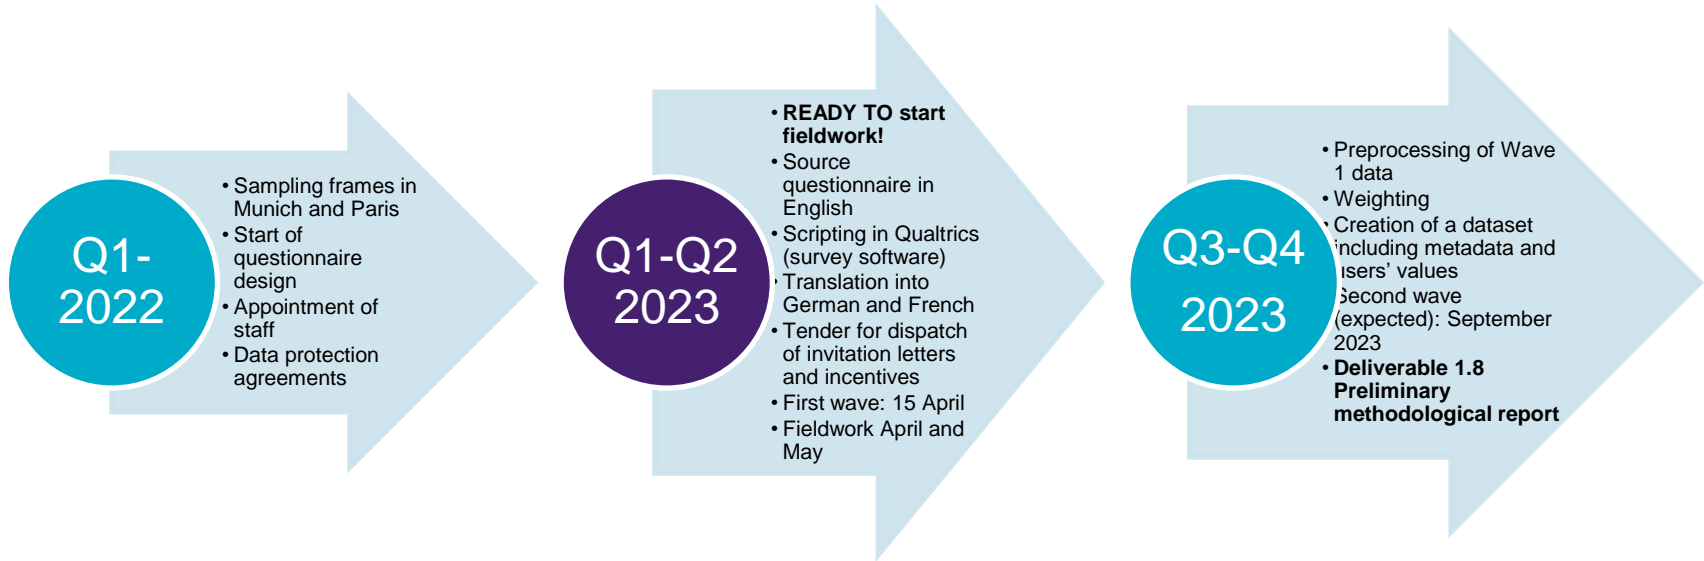 Q1-
2022
• Sampling frames in
Munich and Paris
• Start of
questionnaire
design
• Appointment of
staff
• Data protection
agreements
Q1-Q2
2023
• READY TO start
fieldwork!
• Source
questionnaire in
English
• Scripting in Qualtrics
(survey software)
• Translation into
German and French
• Tender for dispatch
of invitation letters
and incentives
• First wave: 15 April
• Fieldwork April and
May
Q3-Q4
2023
• Preprocessing of Wave
1 data
• Weighting
• Creation of a dataset
including metadata and
users’ values
• Second wave
(expected): September
2023
• Deliverable 1.8
Preliminary
methodological report